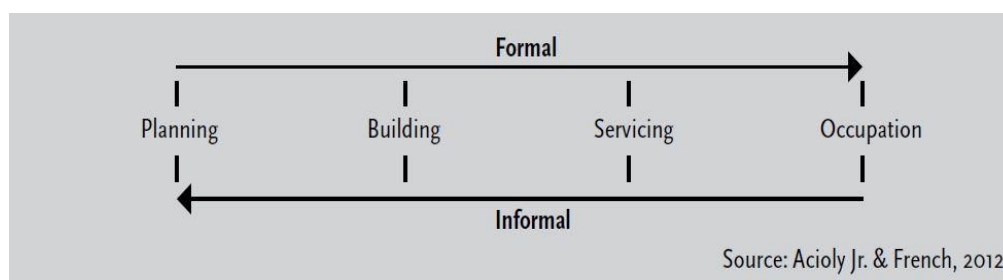 Formal
Planning Building Servicing Occupation
Informal
Source: Acioly Jr. & French, 2012